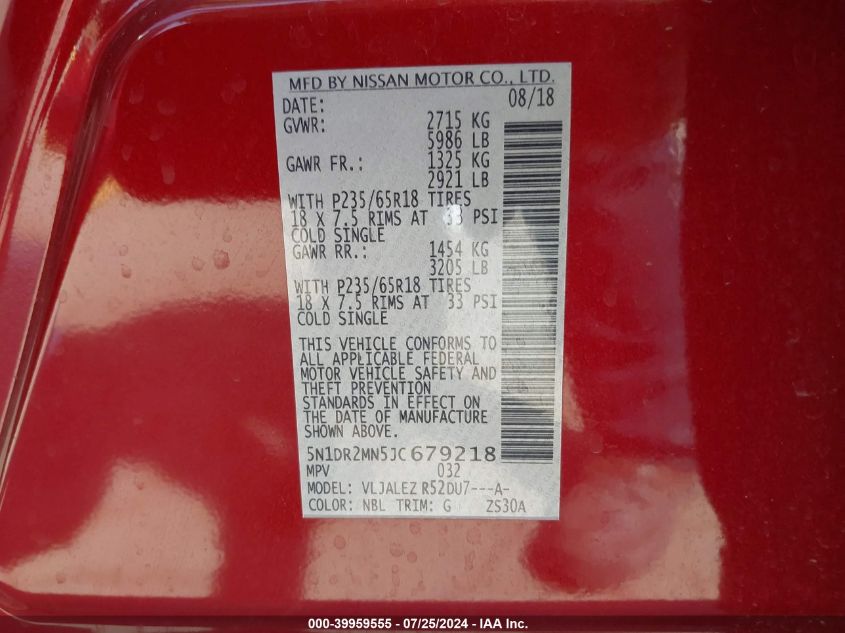 MFD BY NISSAN MOTOR CO., LTD.
DATE: 08/18
GVWR: 2715 KG
5986 LB
GAWR FR.: 1325 KG
2921 LB
WITH P235/65R18 TIRES
18 X 7.5 RIMS AT 33 PSI
COLD SINGLE
GAWR RR.: 1454 KG
3205 LB
WITH P235/65R18 TIRES
18 X 7.5 RIMS AT 33 PSI
COLD SINGLE
THIS VEHICLE CONFORMS TO
ALL APPLICABLE FEDERAL
MOTOR VEHICLE SAFETY AND
THEFT PREVENTION
STANDARDS IN EFFECT ON
THE DATE OF MANUFACTURE
SHOWN ABOVE.
5N1DR2MN5JC679218
MPV 032
MODEL: VLJALEZ R52DU7---A-
COLOR: NBL TRIM: G ZS30A
000-39959555 - 07/25/2024 - IAA Inc.